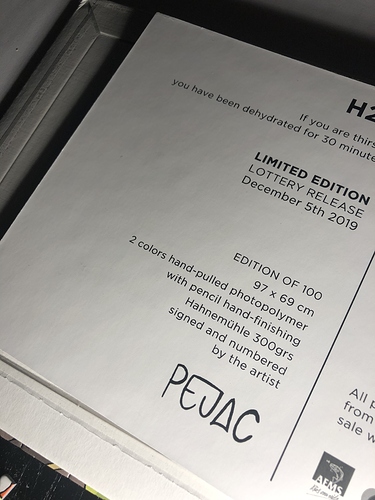 H2
If you are thirs
you have been dehydrated for 30 minute
LIMITED EDITION
LOTTERY RELEASE
December 5th 2019
EDITION OF 100
97 x 69 cm
2 colors hand-pulled photopolymer
with pencil hand-finishing
Hahnemühle 300grs
signed and numbered
by the artist
PEJAC
All p
from
sale w
AFMS